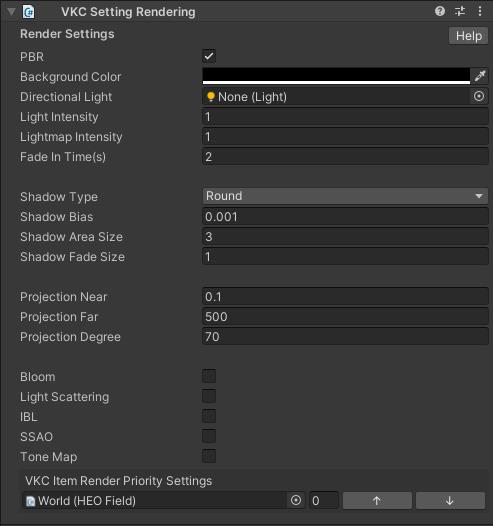 VKC Setting Rendering
Render Settings
Help
PBR
Background Color
Directional Light None (Light)
Light Intensity 1
Lightmap Intensity 1
Fade In Time(s) 2
Shadow Type Round
Shadow Bias 0.001
Shadow Area Size 3
Shadow Fade Size 1
Projection Near 0.1
Projection Far 500
Projection Degree 70
Bloom
Light Scattering
IBL
SSAO
Tone Map
VKC Item Render Priority Settings
World (HEO Field) 0 ↑ ↓